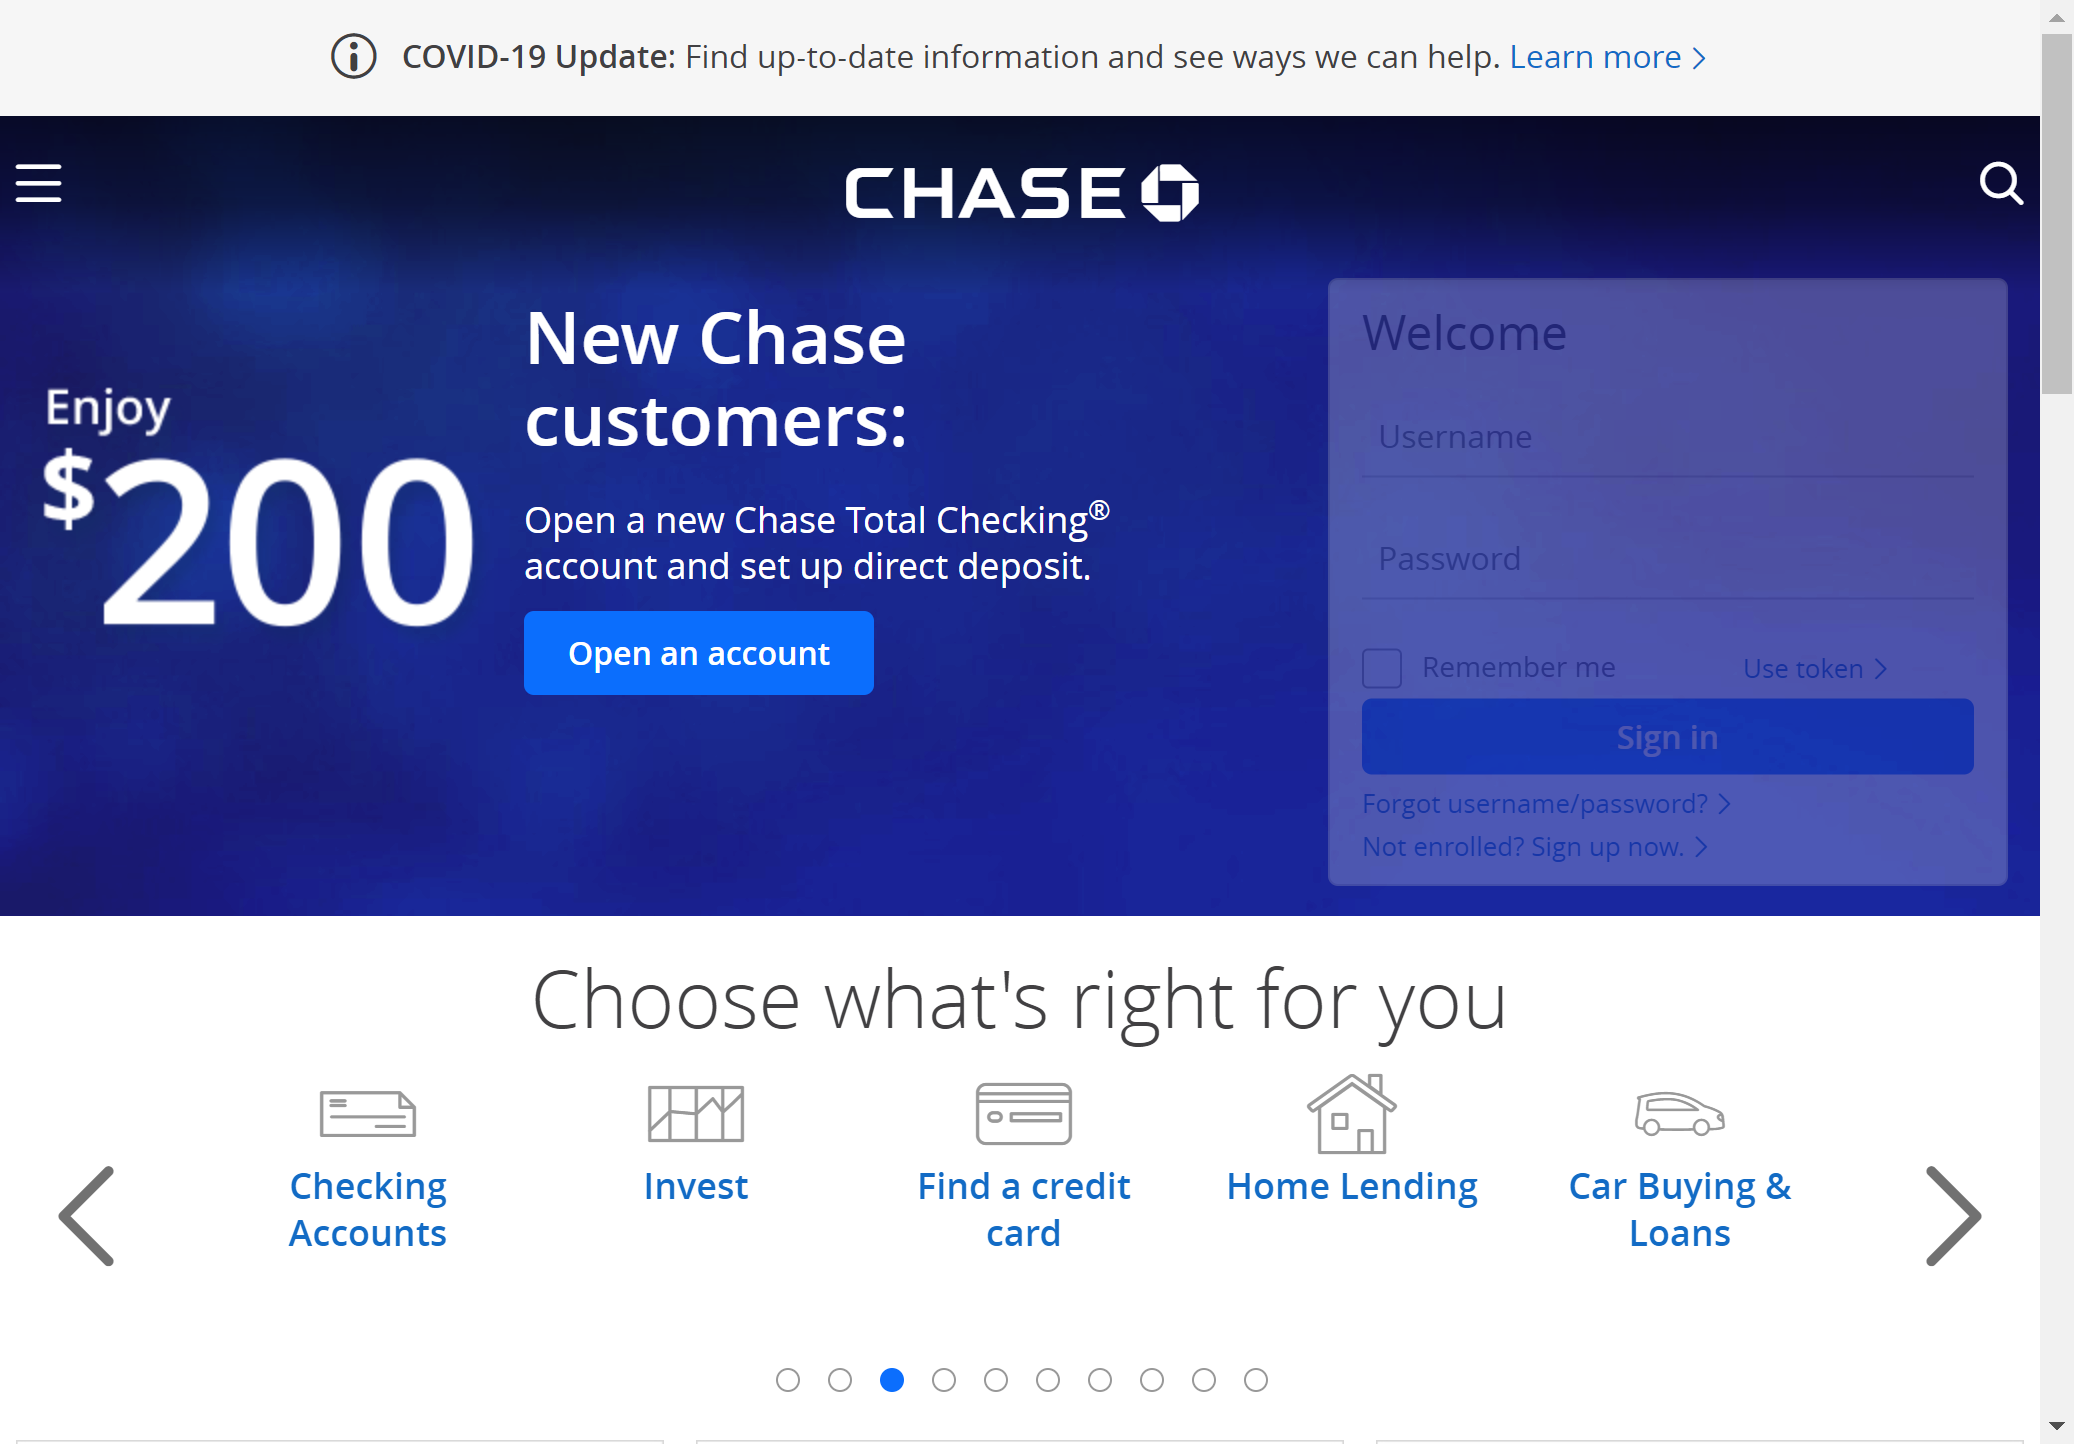 COVID-19 Update: Find up-to-date information and see ways we can help. Learn more
CHASE
Enjoy
$200
New Chase
customers:
Open a new Chase Total Checking®
account and set up direct deposit.
Open an account
Welcome
Username
Password
Remember me
Use token
Sign in
Forgot username/password?
Not enrolled? Sign up now.
Choose what's right for you
Checking
Accounts
Invest
Find a credit
card
Home Lending
Car Buying &
Loans